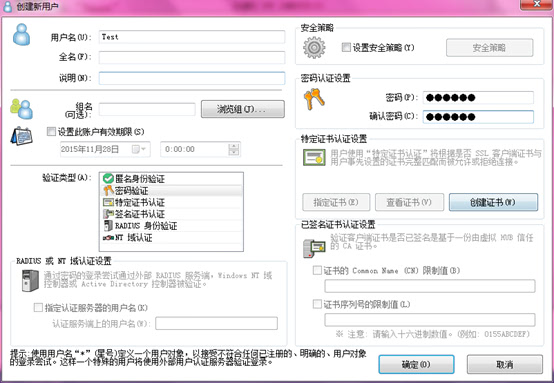 创建新用户
用户名(U): Test
全名(F):
说明(N):
组名
(可选):
浏览组(J)...
设置此账户有效期限(S)
2015年11月28日 0:00:00
验证类型(A):
匿名身份验证
密码验证
特定证书认证
签名证书认证
RADIUS 身份验证
NT 域认证
RADIUS 或 NT 域认证设置
通过密码的登录尝试通过外部 RADIUS 服务端，Windows NT 域
控制器或 Active Directory 控制器被验证。
指定认证服务器的用户名(X)
认证服务端上的用户名(Y):
安全策略
设置安全策略(Y)
安全策略
密码认证设置
密码(P): ●●●●●●
确认密码(C): ●●●●●●
特定证书认证设置
用户使用“特定证书认证”将根据是否 SSL 客户端证书与
用户事先设置的证书完整匹配而被允许或拒绝连接。
指定证书(E)
查看证书(V)
创建证书(W)
已签名证书认证设置
验证客户端证书是否已签名是基于一份由虚拟 HUB 信任
的 CA 证书。
证书的 Common Name (CN) 限制值(B)
证书序列号的限制值(L)
※ 注意: 请输入十六进制数值。(例如: 0155ABCDEF)
提示:使用用户名“*”(星号)定义一个用户对象，以接受不符合任何已注册的、明确的、用户对象
的登录尝试。这样一个特殊的用户将使用外部用户认证服务器验证登录。
确定(O)
取消